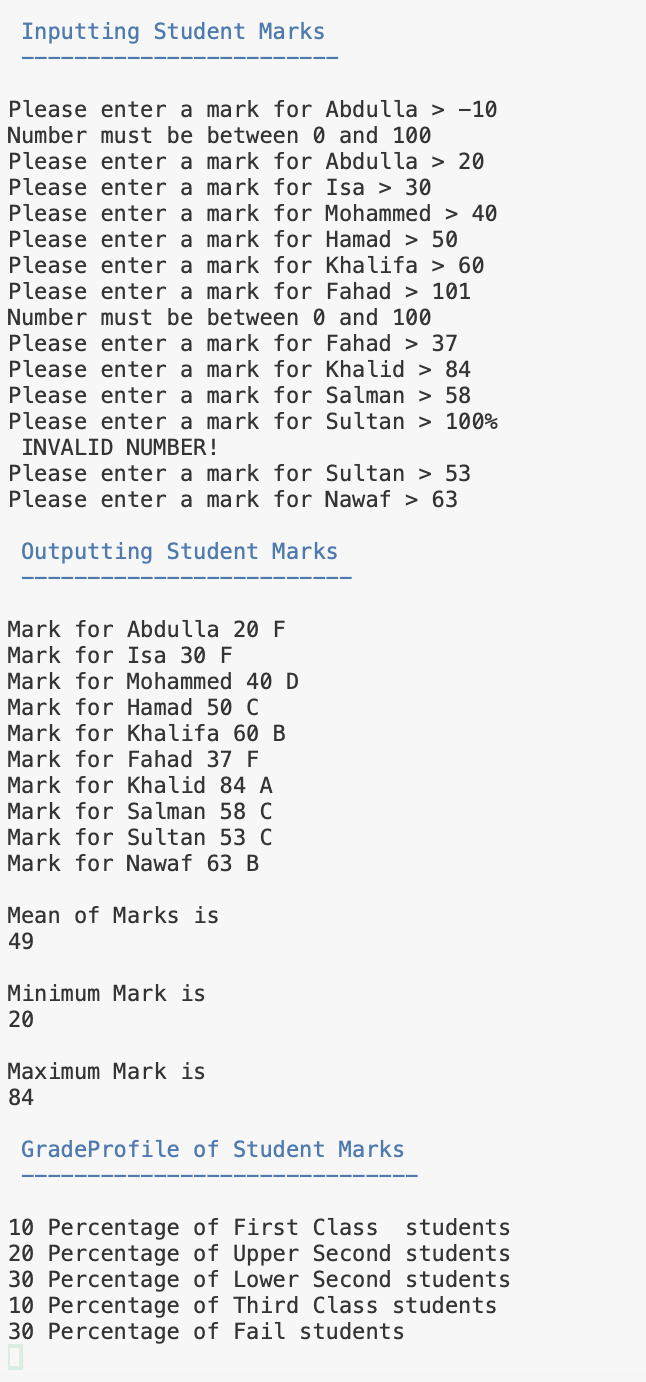 Inputting Student Marks
------------------------
Please enter a mark for Abdulla > -10
Number must be between 0 and 100
Please enter a mark for Abdulla > 20
Please enter a mark for Isa > 30
Please enter a mark for Mohammed > 40
Please enter a mark for Hamad > 50
Please enter a mark for Khalifa > 60
Please enter a mark for Fahad > 101
Number must be between 0 and 100
Please enter a mark for Fahad > 37
Please enter a mark for Khalid > 84
Please enter a mark for Salman > 58
Please enter a mark for Sultan > 100%
INVALID NUMBER!
Please enter a mark for Sultan > 53
Please enter a mark for Nawaf > 63
Outputting Student Marks
-------------------------
Mark for Abdulla 20 F
Mark for Isa 30 F
Mark for Mohammed 40 D
Mark for Hamad 50 C
Mark for Khalifa 60 B
Mark for Fahad 37 F
Mark for Khalid 84 A
Mark for Salman 58 C
Mark for Sultan 53 C
Mark for Nawaf 63 B
Mean of Marks is
49
Minimum Mark is
20
Maximum Mark is
84
GradeProfile of Student Marks
------------------------------
10 Percentage of First Class  students
20 Percentage of Upper Second students
30 Percentage of Lower Second students
10 Percentage of Third Class students
30 Percentage of Fail students